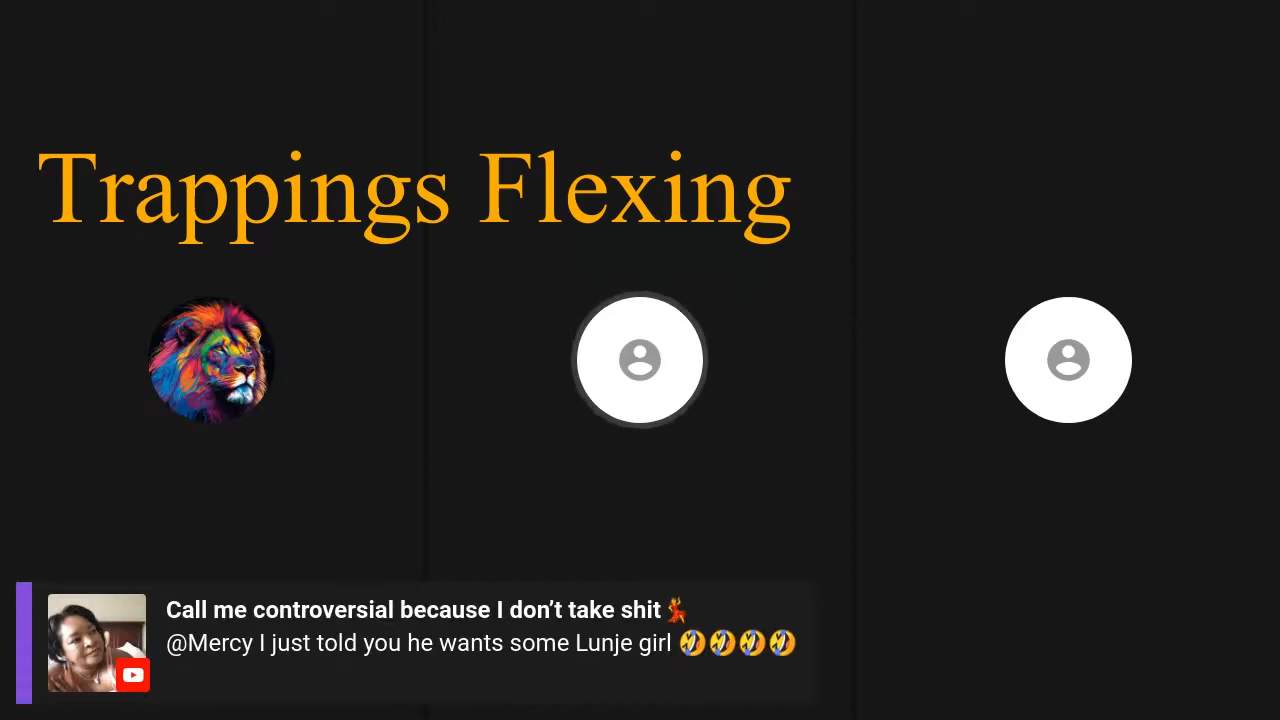 Trappings Flexing
Call me controversial because I don’t take shit💃
@Mercy I just told you he wants some Lunje girl 🤣🤣🤣🤣